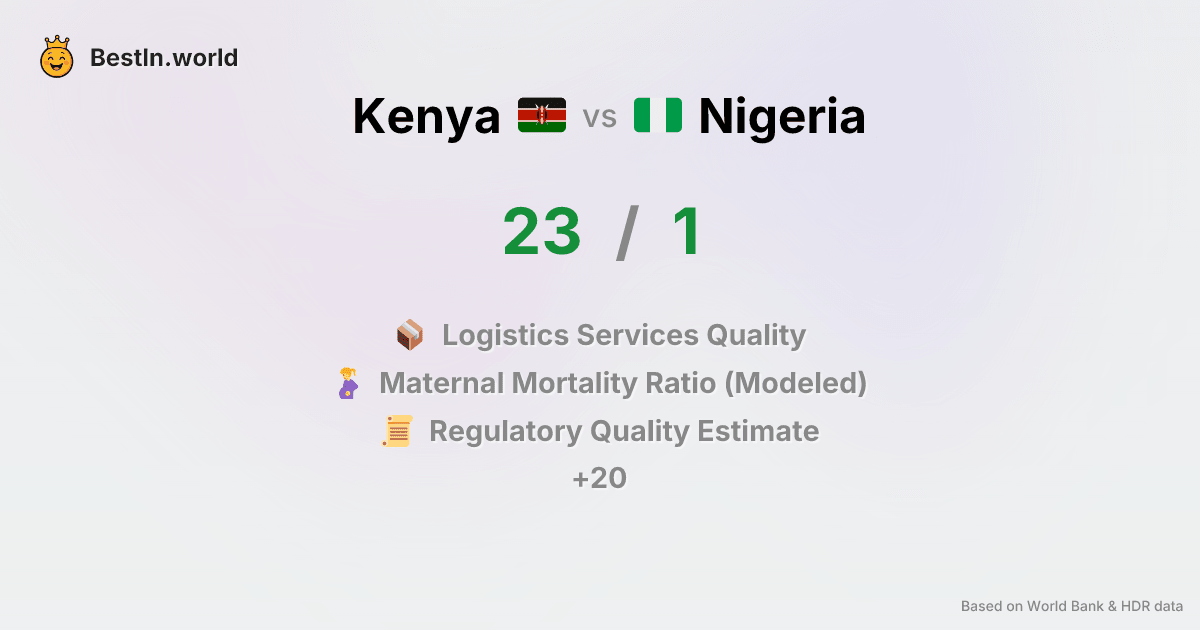 BestIn.world
Kenya vs Nigeria
23 / 1
Logistics Services Quality
Maternal Mortality Ratio (Modeled)
Regulatory Quality Estimate
+20
Based on World Bank & HDR data